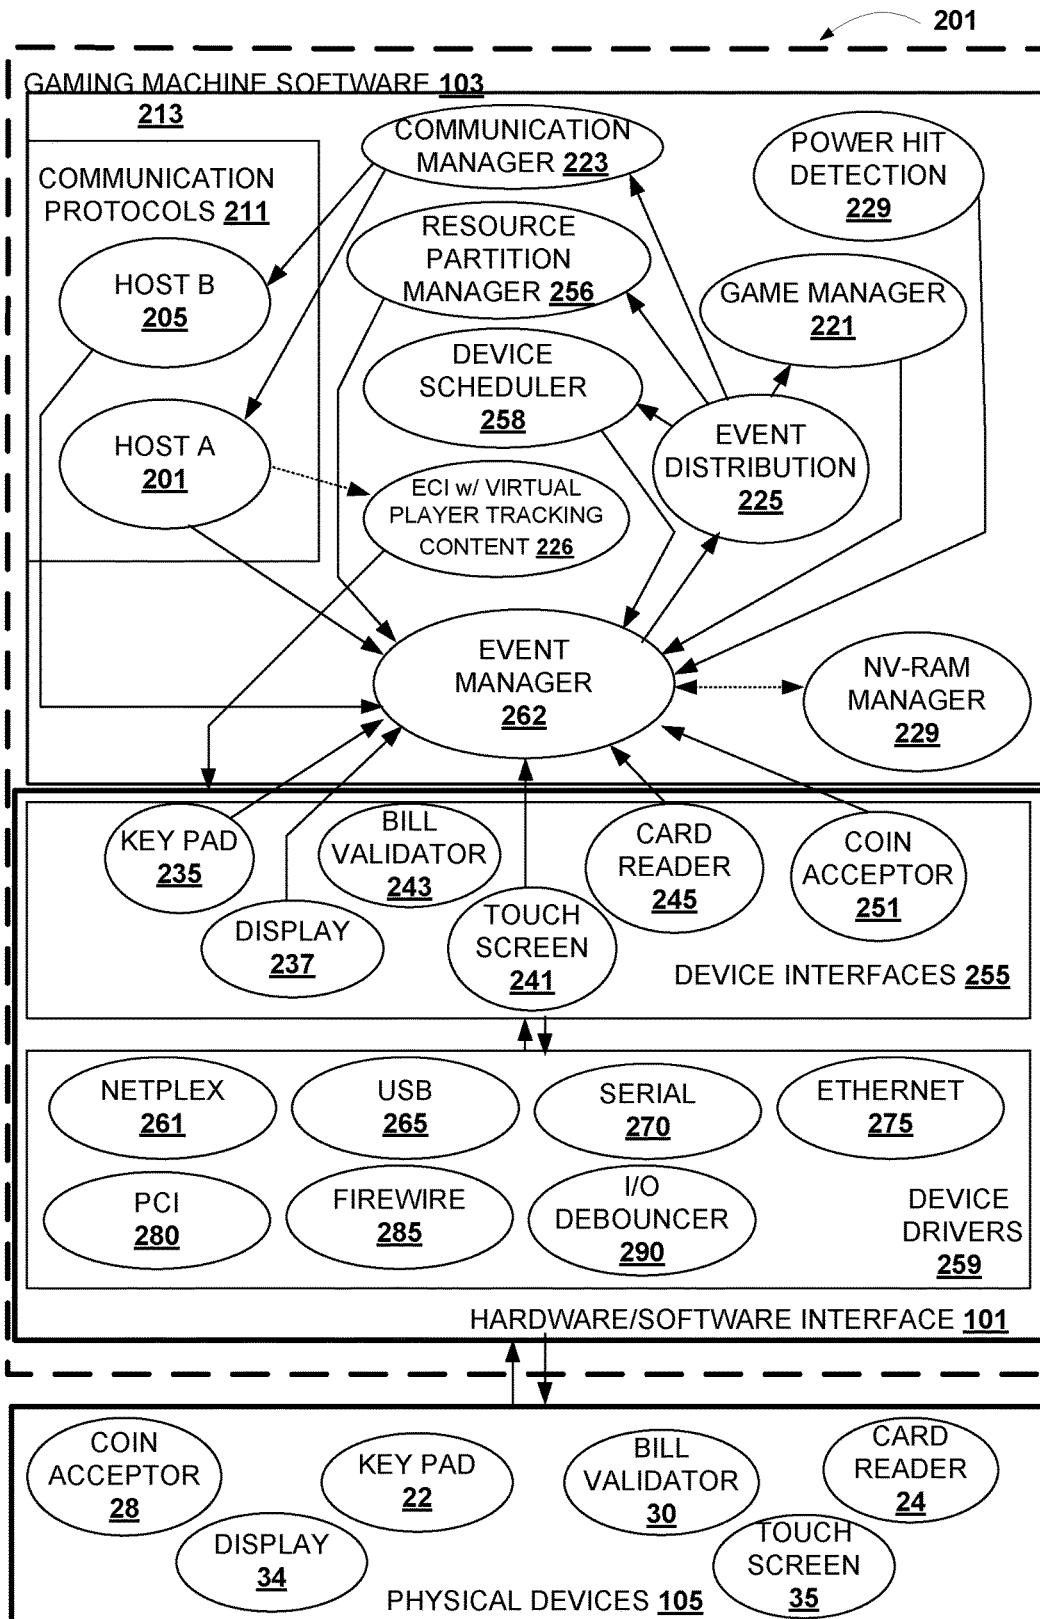 201
GAMING MACHINE SOFTWARE 103
213
COMMUNICATION
PROTOCOLS 211
HOST B
205
HOST A
201
COMMUNICATION
MANAGER 223
RESOURCE
PARTITION
MANAGER 256
DEVICE
SCHEDULER
258
ECI w/ VIRTUAL
PLAYER TRACKING
CONTENT 226
POWER HIT
DETECTION
229
GAME MANAGER
221
EVENT
DISTRIBUTION
225
EVENT
MANAGER
262
NV-RAM
MANAGER
229
KEY PAD
235
BILL
VALIDATOR
243
CARD
READER
245
COIN
ACCEPTOR
251
DISPLAY
237
TOUCH
SCREEN
241
DEVICE INTERFACES 255
NETPLEX
261
USB
265
SERIAL
270
ETHERNET
275
PCI
280
FIREWIRE
285
I/O
DEBOUNCER
290
DEVICE
DRIVERS
259
HARDWARE/SOFTWARE INTERFACE 101
COIN
ACCEPTOR
28
KEY PAD
22
BILL
VALIDATOR
30
CARD
READER
24
DISPLAY
34
TOUCH
SCREEN
35
PHYSICAL DEVICES 105